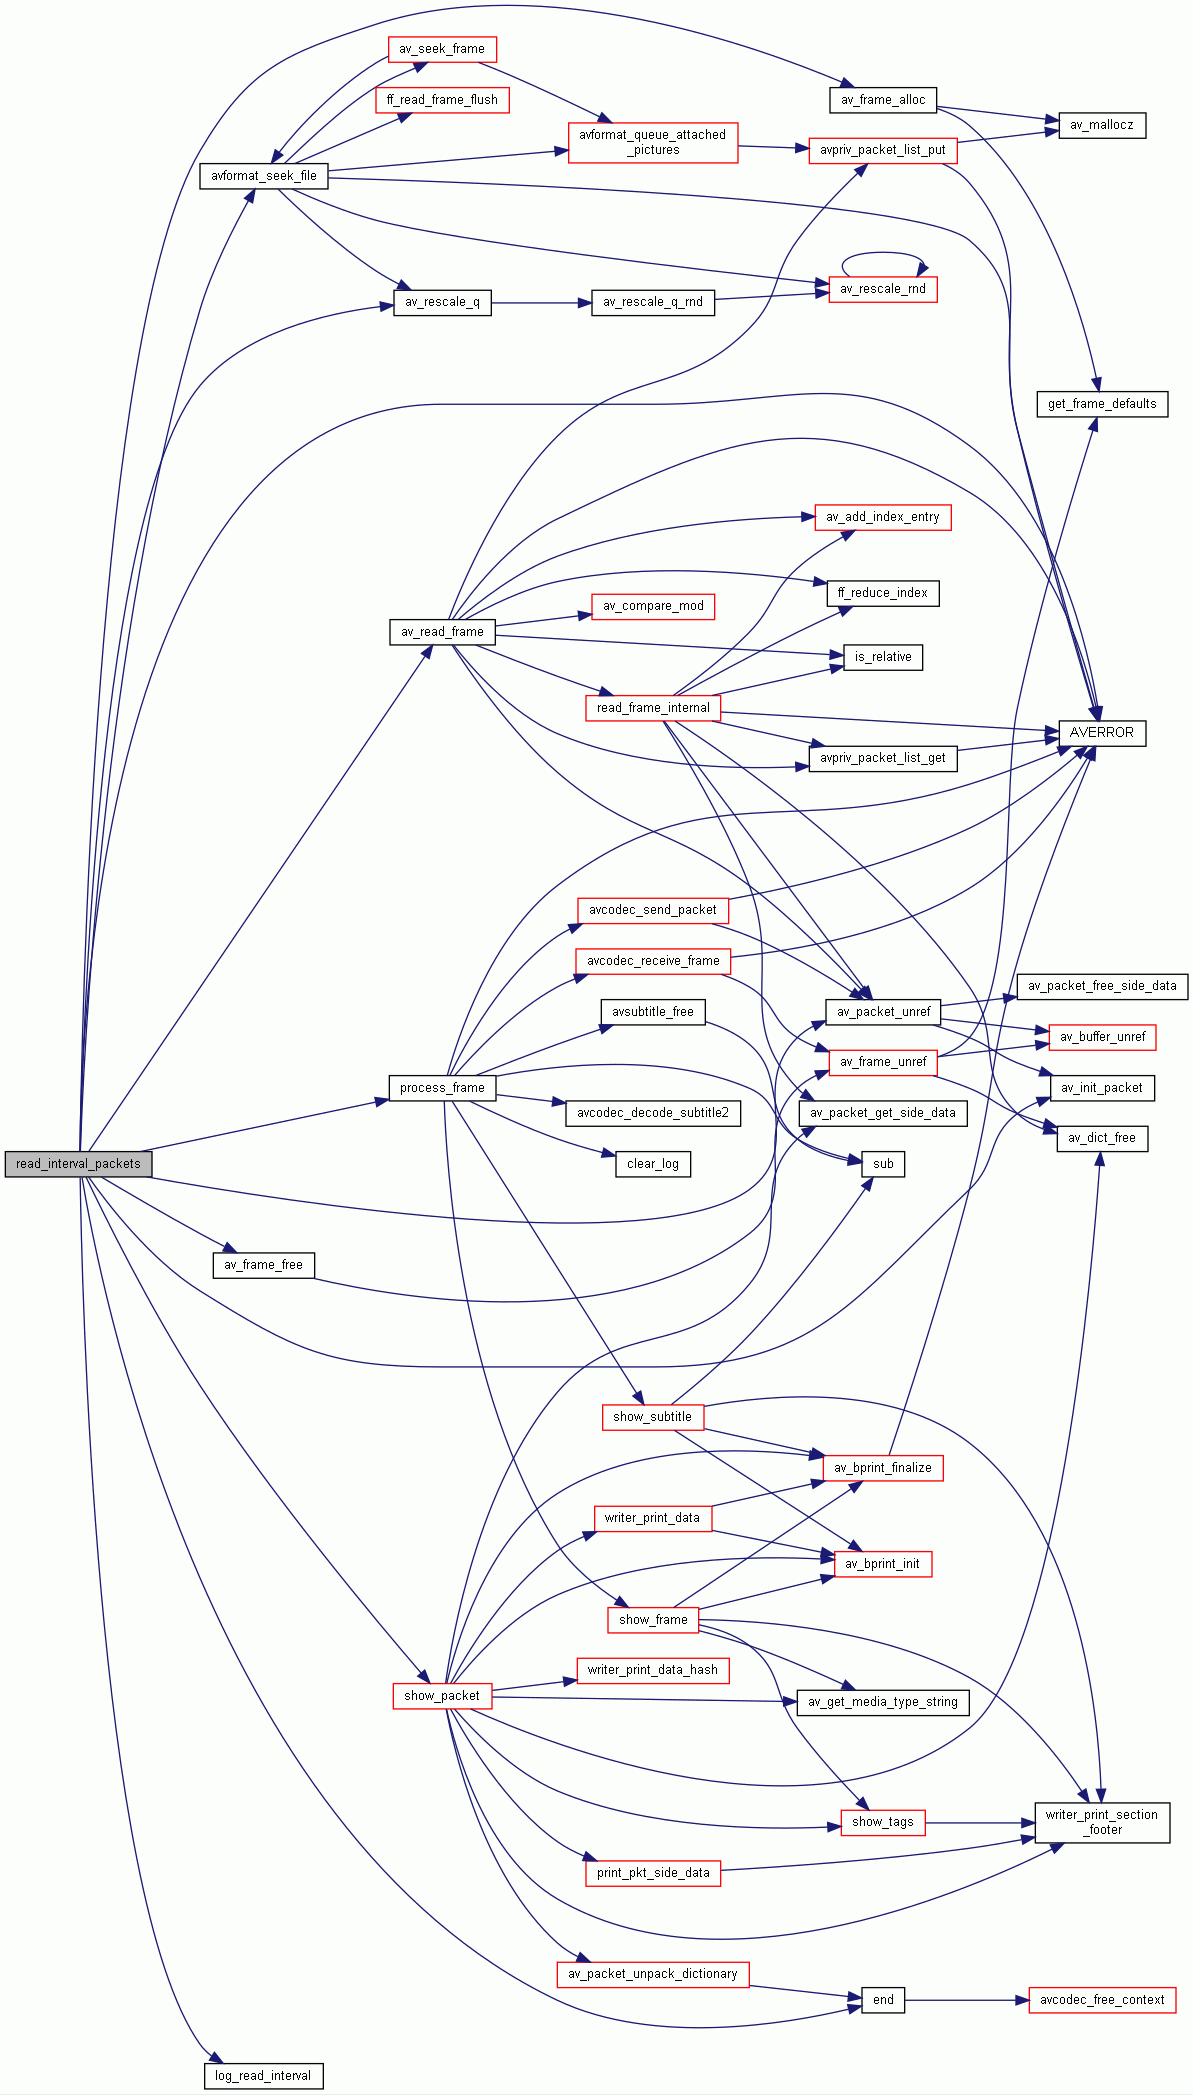 av_seek_frame
ff_read_frame_flush
av_frame_alloc
av_mallocz
avformat_queue_attached
_pictures
avpriv_packet_list_put
avformat_seek_file
av_rescale_rnd
av_rescale_q
av_rescale_q_rnd
get_frame_defaults
av_add_index_entry
ff_reduce_index
av_compare_mod
av_read_frame
is_relative
read_frame_internal
AVERROR
avpriv_packet_list_get
avcodec_send_packet
avcodec_receive_frame
av_packet_free_side_data
avsubtitle_free
av_packet_unref
av_buffer_unref
av_frame_unref
process_frame
av_init_packet
avcodec_decode_subtitle2
av_packet_get_side_data
av_dict_free
read_interval_packets
clear_log
sub
av_frame_free
show_subtitle
av_bprint_finalize
writer_print_data
av_bprint_init
show_frame
writer_print_data_hash
show_packet
av_get_media_type_string
show_tags
writer_print_section
_footer
print_pkt_side_data
av_packet_unpack_dictionary
end
avcodec_free_context
log_read_interval